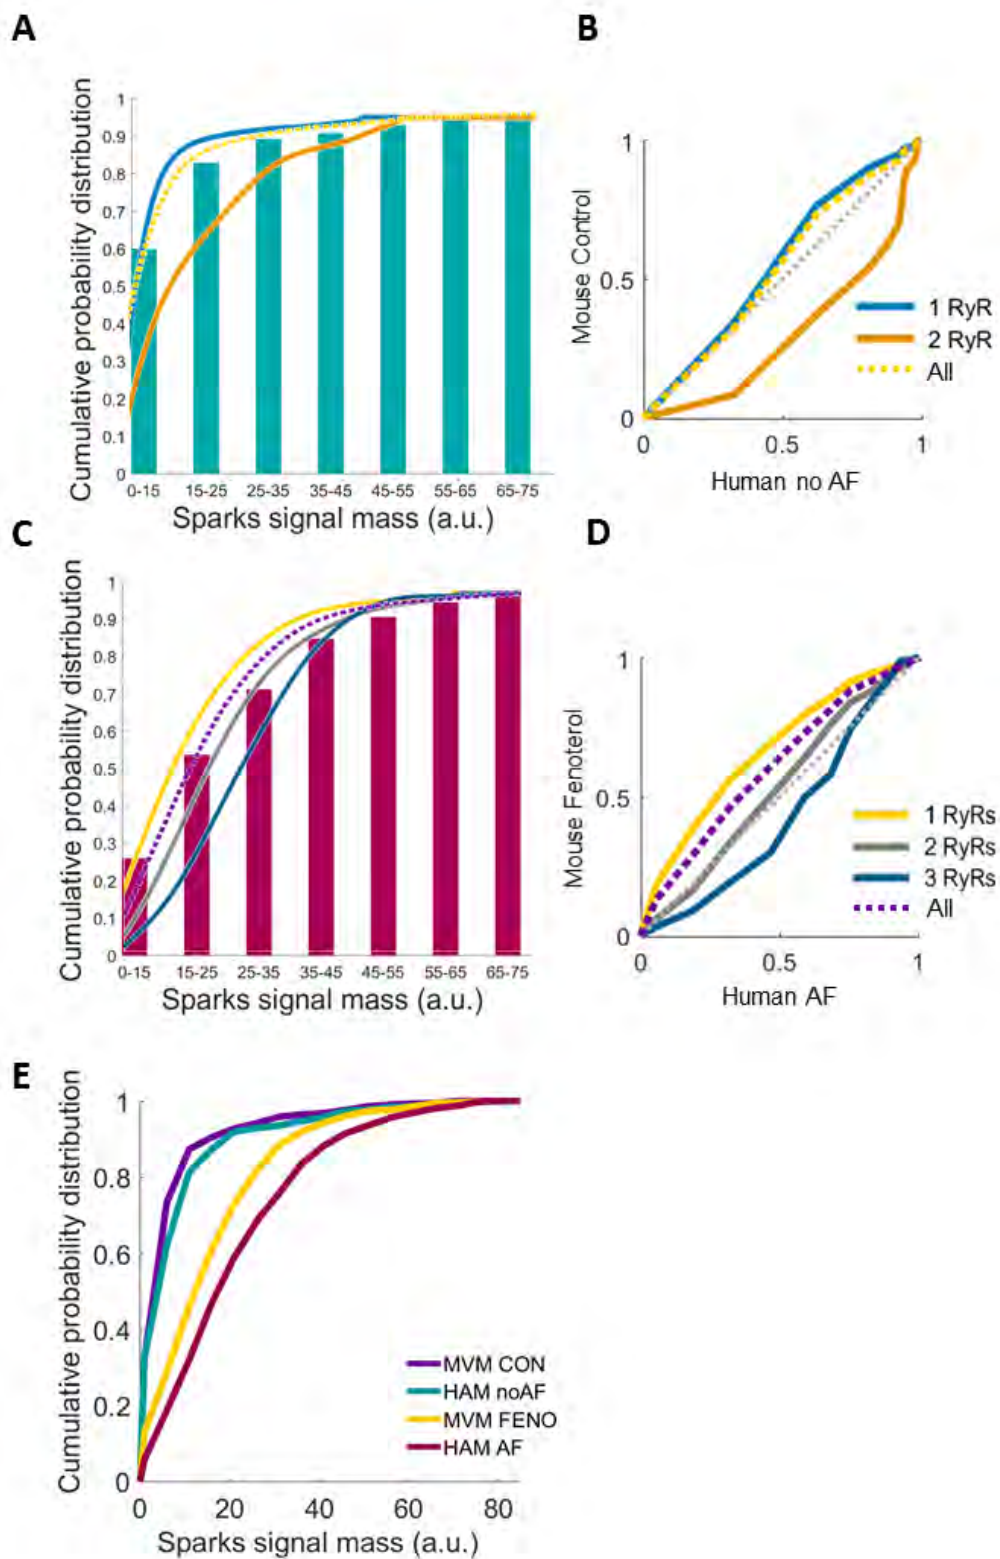 A
Cumulative probability distribution
1
0.9
0.8
0.7
0.6
0.5
0.4
0.3
0.2
0.1
0
0-15 15-25 25-35 35-45 45-55 55-65 65-75
Sparks signal mass (a.u.)
B
Mouse Control
1
0.5
0
0 0.5 1
Human no AF
1 RyR
2 RyR
All
C
Cumulative probability distribution
1
0.9
0.8
0.7
0.6
0.5
0.4
0.3
0.2
0.1
0
0-15 15-25 25-35 35-45 45-55 55-65 65-75
Sparks signal mass (a.u.)
D
Mouse Fenoterol
1
0.5
0
0 0.5 1
Human AF
1 RyRs
2 RyRs
3 RyRs
All
E
Cumulative probability distribution
1
0.8
0.6
0.4
0.2
0
0 20 40 60 80
Sparks signal mass (a.u.)
MVM CON
HAM noAF
MVM FENO
HAM AF